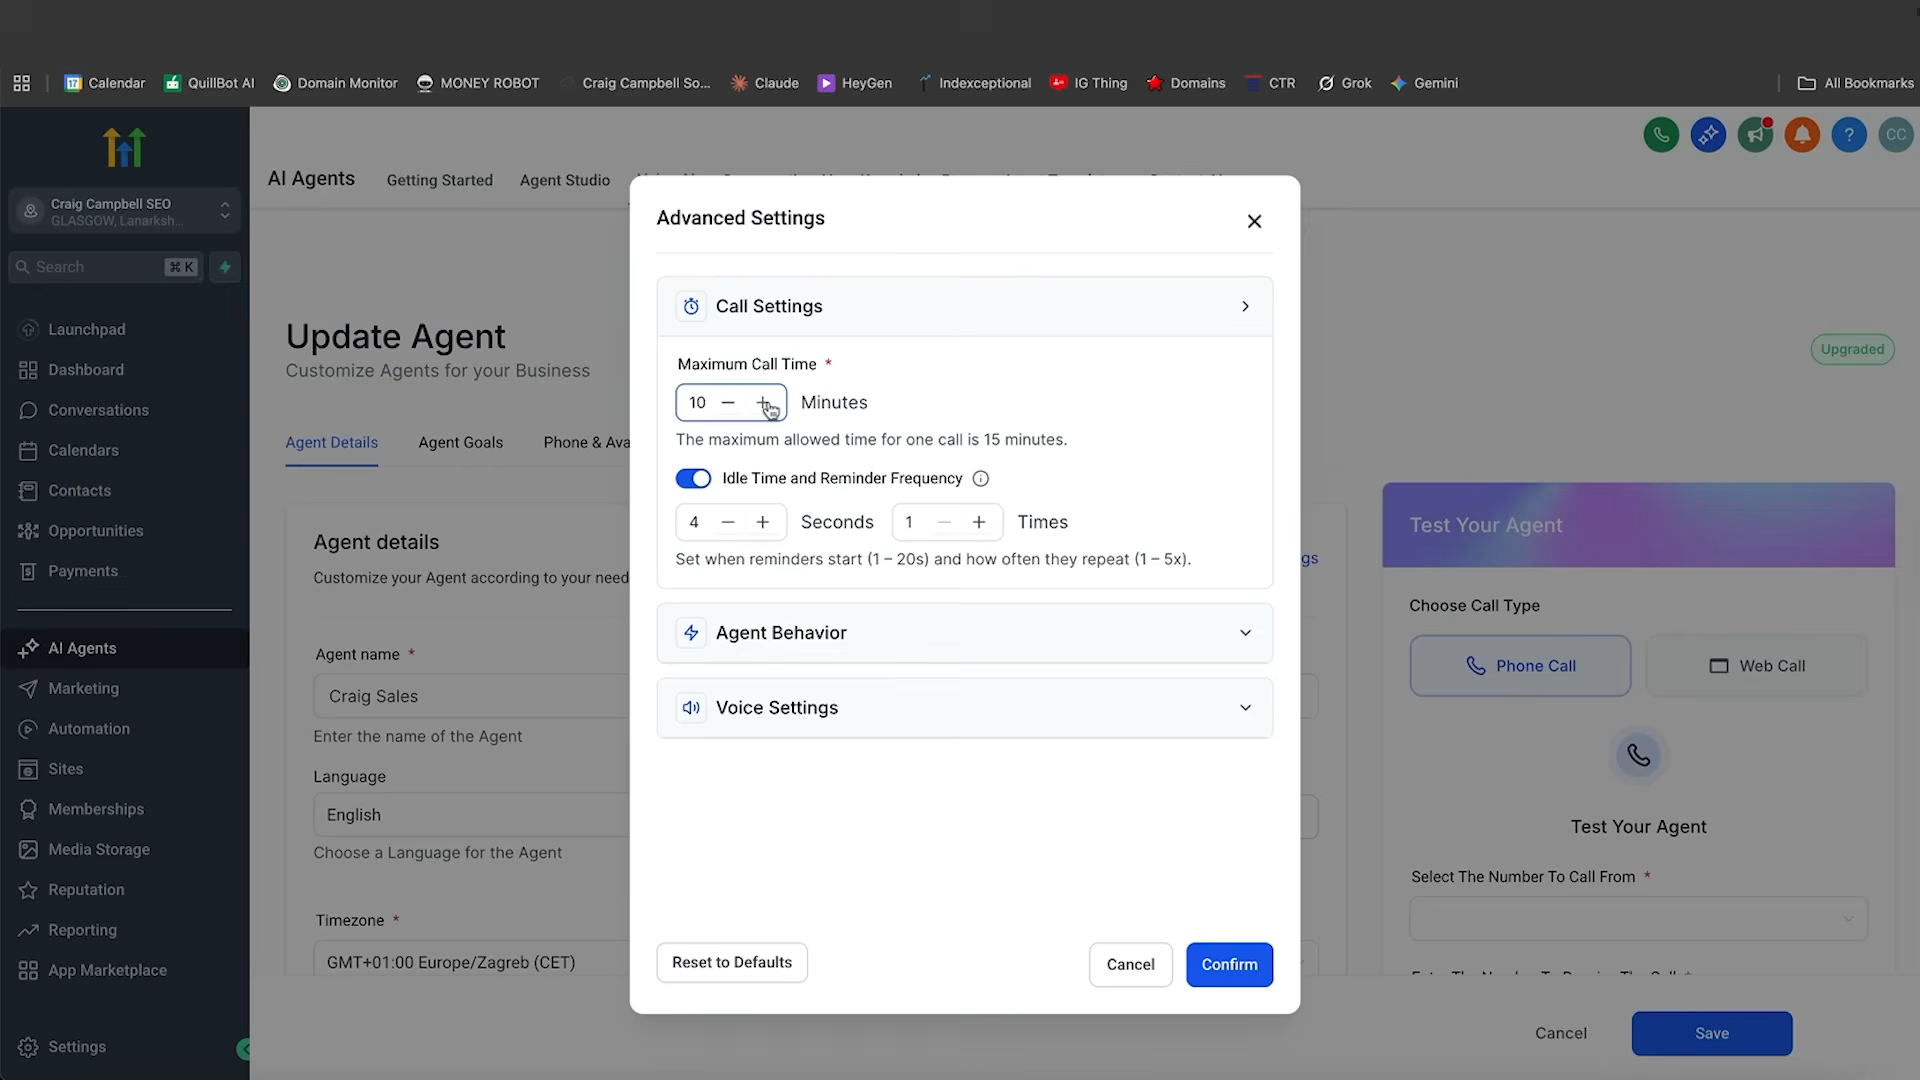 Calendar
QuillBot AI
Domain Monitor
MONEY ROBOT
Craig Campbell So...
Claude
HeyGen
Indexceptional
IG Thing
Domains
CTR
Grok
Gemini
All Bookmarks
Craig Campbell SEO
GLASGOW, Lanarksh...
Search
⌘ K
Launchpad
Dashboard
Conversations
Calendars
Contacts
Opportunities
Payments
AI Agents
Marketing
Automation
Sites
Memberships
Media Storage
Reputation
Reporting
App Marketplace
Settings
AI Agents
Getting Started
Agent Studio
CC
Update Agent
Customize Agents for your Business
Upgraded
Agent Details
Agent Goals
Phone & Ava
Agent details
Customize your Agent according to your need
gs
Agent name *
Craig Sales
Enter the name of the Agent
Language
English
Choose a Language for the Agent
Timezone *
GMT+01:00 Europe/Zagreb (CET)
Advanced Settings
Call Settings
Maximum Call Time *
10
Minutes
The maximum allowed time for one call is 15 minutes.
Idle Time and Reminder Frequency
4
Seconds
1
Times
Set when reminders start (1 – 20s) and how often they repeat (1 – 5x).
Agent Behavior
Voice Settings
Reset to Defaults
Cancel
Confirm
Test Your Agent
Choose Call Type
Phone Call
Web Call
Test Your Agent
Select The Number To Call From *
Cancel
Save